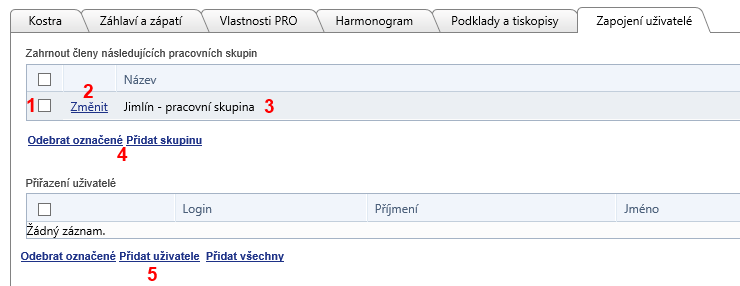 Kostra Záhlaví a zápatí Vlastnosti PRO Harmonogram Podklady a tiskopisy Zapojení uživatelé
Zahrnout členy následujících pracovních skupin
Název
2
1 Změnit Jimlín - pracovní skupina 3
Odebrat označené Přidat skupinu
4
Přiřazení uživatelé
Login Příjmení Jméno
Žádný záznam.
Odebrat označené Přidat uživatele Přidat všechny
5